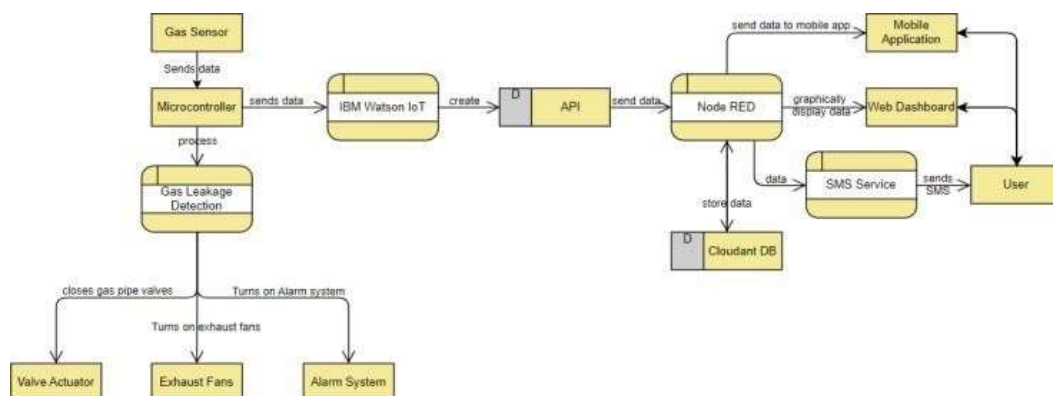 Gas Sensor
Sends data
Microcontroller
sends data
IBM Watson IoT
create
D
API
send data
Node RED
send data to mobile app
Mobile
Application
graphically
display data
Web Dashboard
process
Gas Leakage
Detection
data
SMS Service
sends
SMS
User
store data
D
Cloudant DB
closes gas pipe valves
Turns on Alarm system
Turns on exhaust fans
Valve Actuator
Exhaust Fans
Alarm System